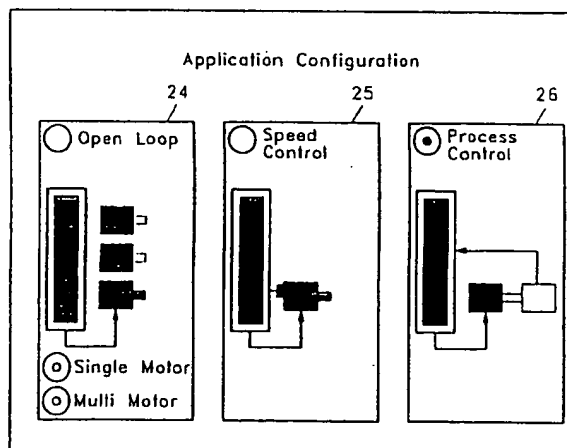 Application Configuration
24
25
26
Open Loop
Speed
Control
Process
Control
Single Motor
Multi Motor